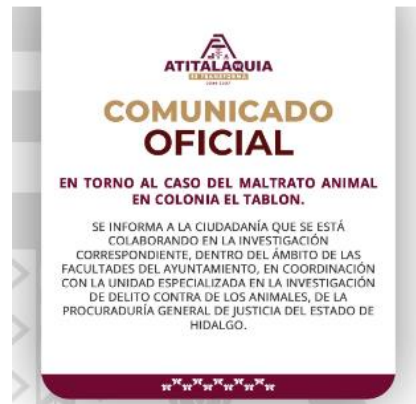 ATITALAQUIA
SE TRANSFORMA
COMUNICADO
OFICIAL
EN TORNO AL CASO DEL MALTRATO ANIMAL
EN COLONIA EL TABLON.
SE INFORMA A LA CIUDADANÍA QUE SE ESTÁ
COLABORANDO EN LA INVESTIGACIÓN
CORRESPONDIENTE, DENTRO DEL ÁMBITO DE LAS
FACULTADES DEL AYUNTAMIENTO, EN COORDINACIÓN
CON LA UNIDAD ESPECIALIZADA EN LA INVESTIGACIÓN
DE DELITO CONTRA DE LOS ANIMALES, DE LA
PROCURADURÍA GENERAL DE JUSTICIA DEL ESTADO DE
HIDALGO.